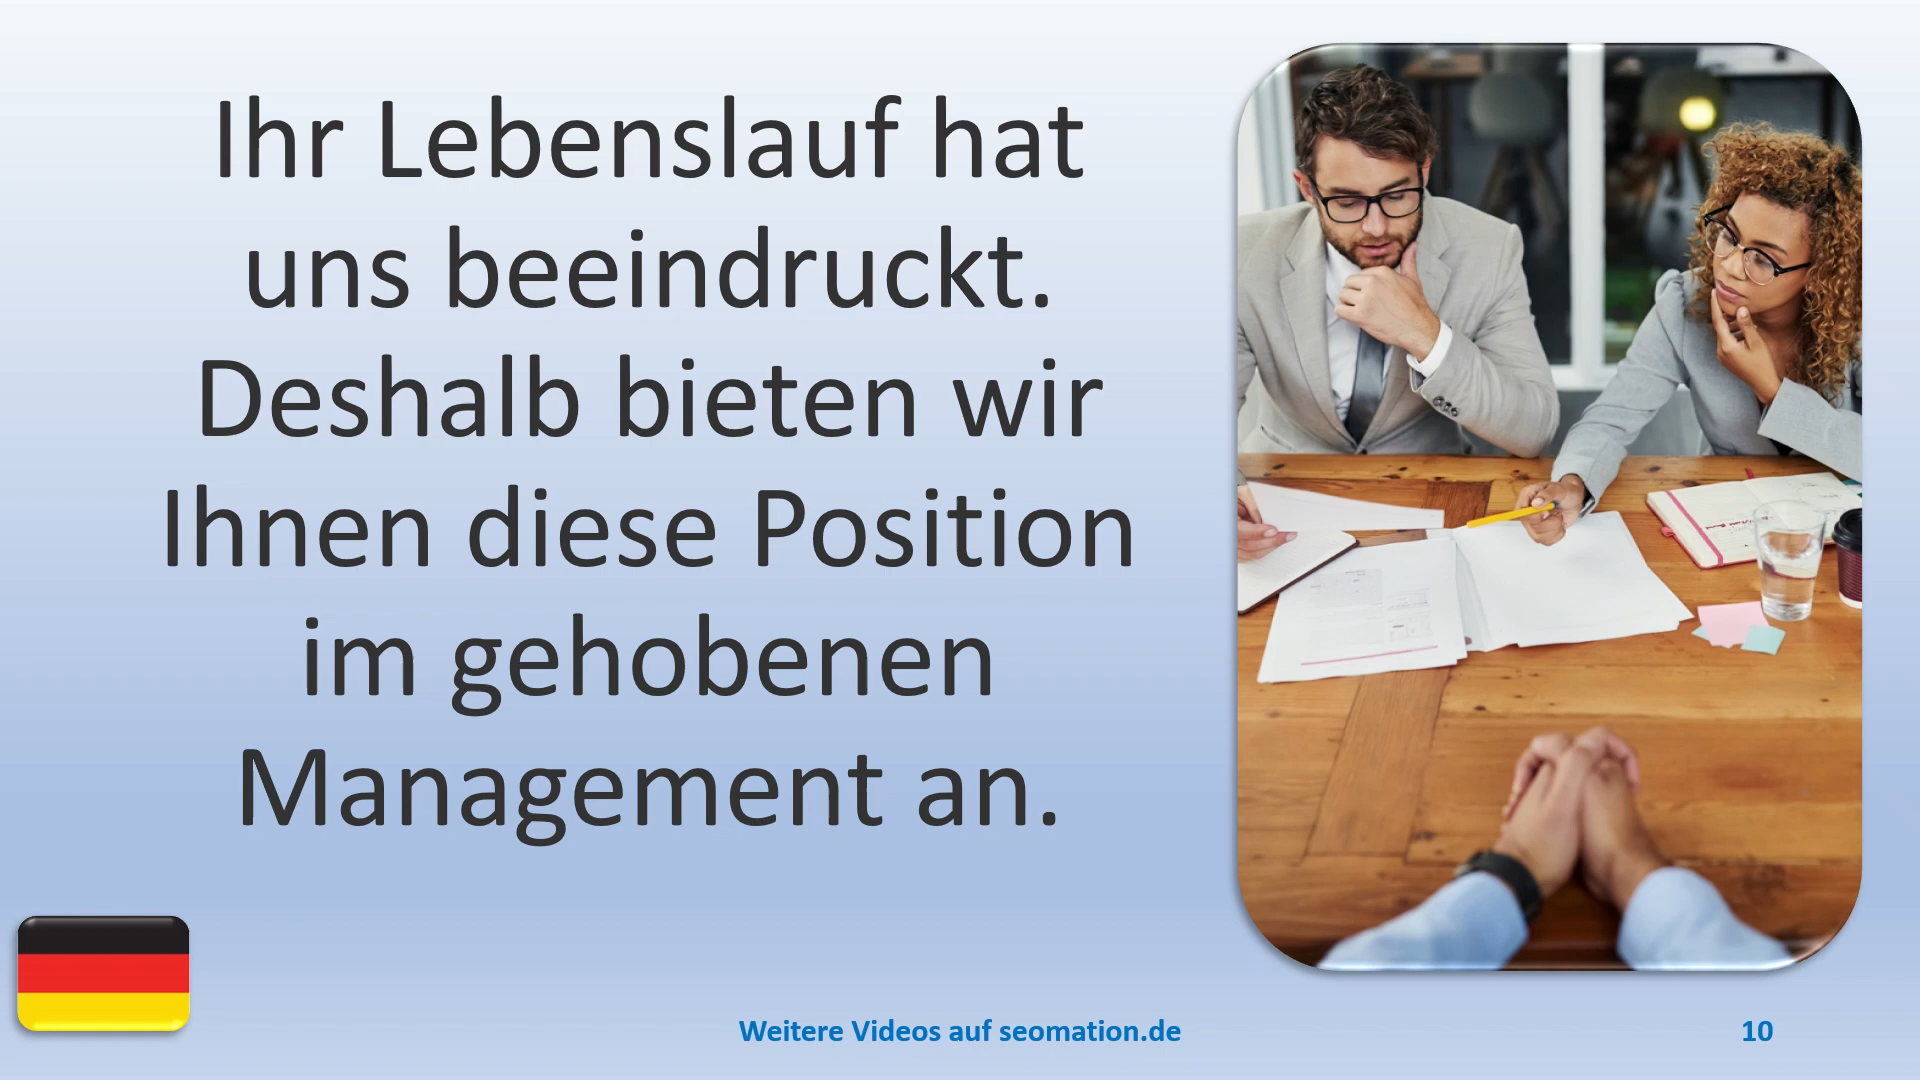 Ihr Lebenslauf hat
uns beeindruckt.
Deshalb bieten wir
Ihnen diese Position
im gehobenen
Management an.
Weitere Videos auf seomation.de
10